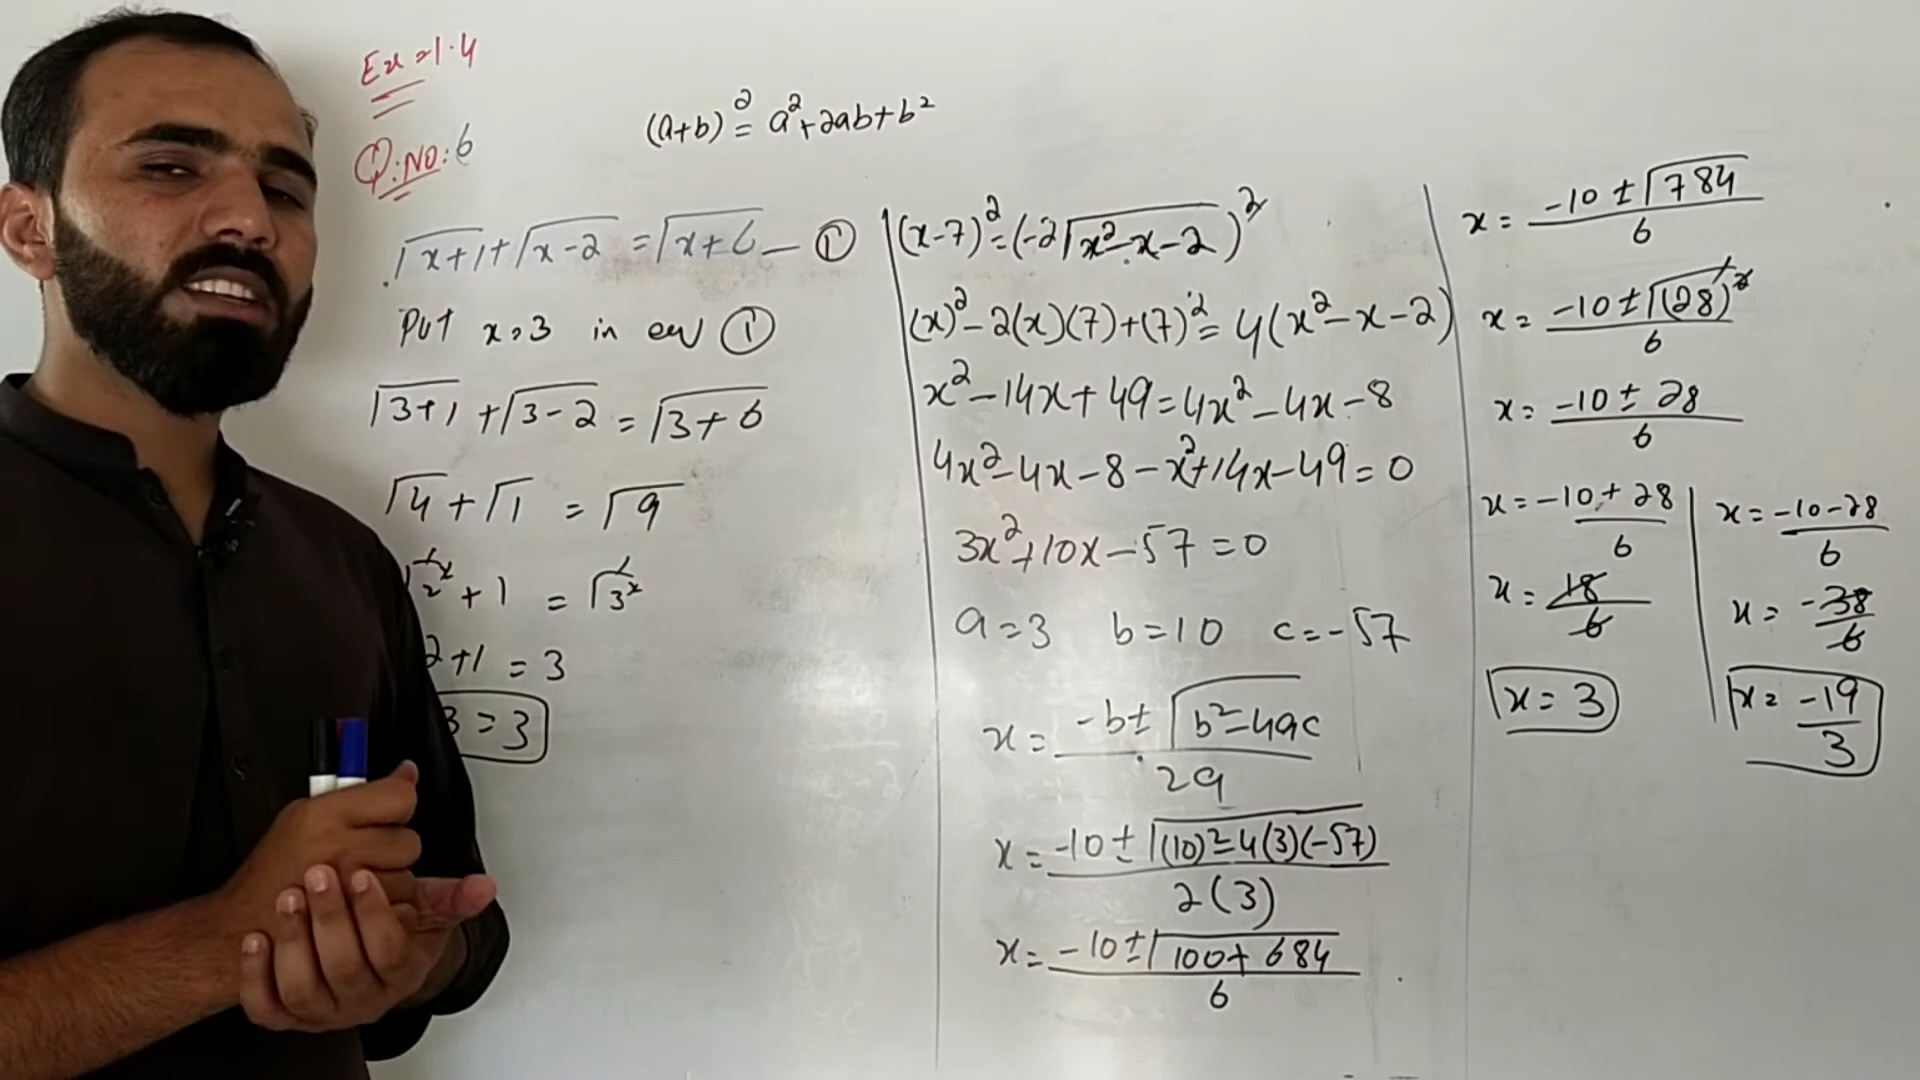 Ex 1.4
Q.NO: 6
(a+b)² = a²+2ab+b²
√x+1 + √x-2 = √x+6 — ①
Put x=3 in eq ①
√3+1 + √3-2 = √3+6
√4 + √1 = √9
√2² + 1 = √3²
2+1 = 3
3 = 3
(x-7)² = (-2√x²-x-2)²
(x)²-2(x)(7)+(7)² = 4(x²-x-2)
x²-14x+49 = 4x²-4x-8
4x²-4x-8-x²+14x-49=0
3x²+10x-57=0
a=3 b=10 c=-57
x = -b±√b²-4ac / 2a
x = -10±√(10)²-4(3)(-57) / 2(3)
x = -10±√100+684 / 6
x = -10±√784 / 6
x = -10±√(28)² / 6
x = -10±28 / 6
x = -10+28 / 6
x = 18/6
x = 3
x = -10-28 / 6
x = -38/6
x = -19/3